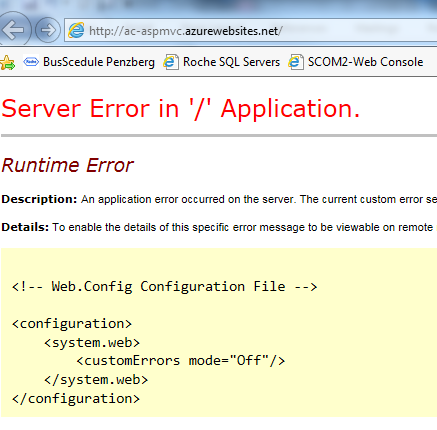 http://ac-aspmvc.azurewebsites.net/
BusScedule Penzberg Roche SQL Servers SCOM2-Web Console
Server Error in '/' Application.
Runtime Error
Description: An application error occurred on the server. The current custom error se
Details: To enable the details of this specific error message to be viewable on remote
<!-- Web.Config Configuration File -->
<configuration>
<system.web>
<customErrors mode="Off"/>
</system.web>
</configuration>